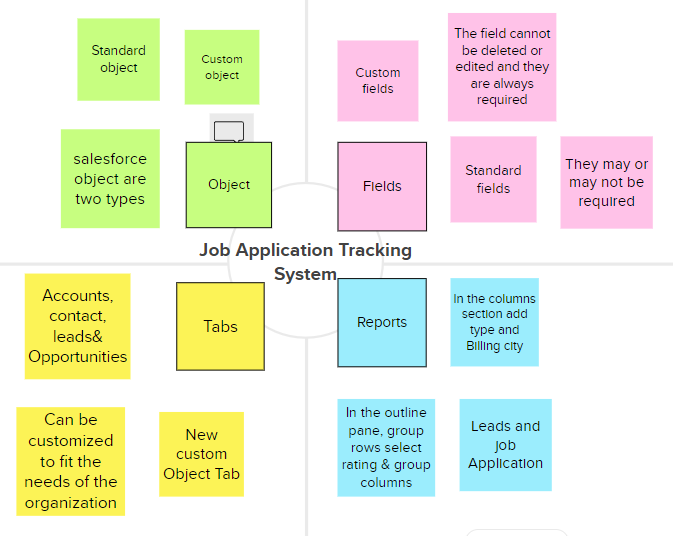 Standard
object
Custom
object
salesforce
object are
two types
Object
Custom
fields
The field cannot
be deleted or
edited and they
are always
required
Fields
Standard
fields
They may or
may not be
required
Job Application Tracking
System
Accounts,
contact,
leads&
Opportunities
Tabs
Can be
customized
to fit the
needs of the
organization
New
custom
Object Tab
Reports
In the columns
section add
type and
Billing city
In the outline
pane, group
rows select
rating & group
columns
Leads and
job
Application